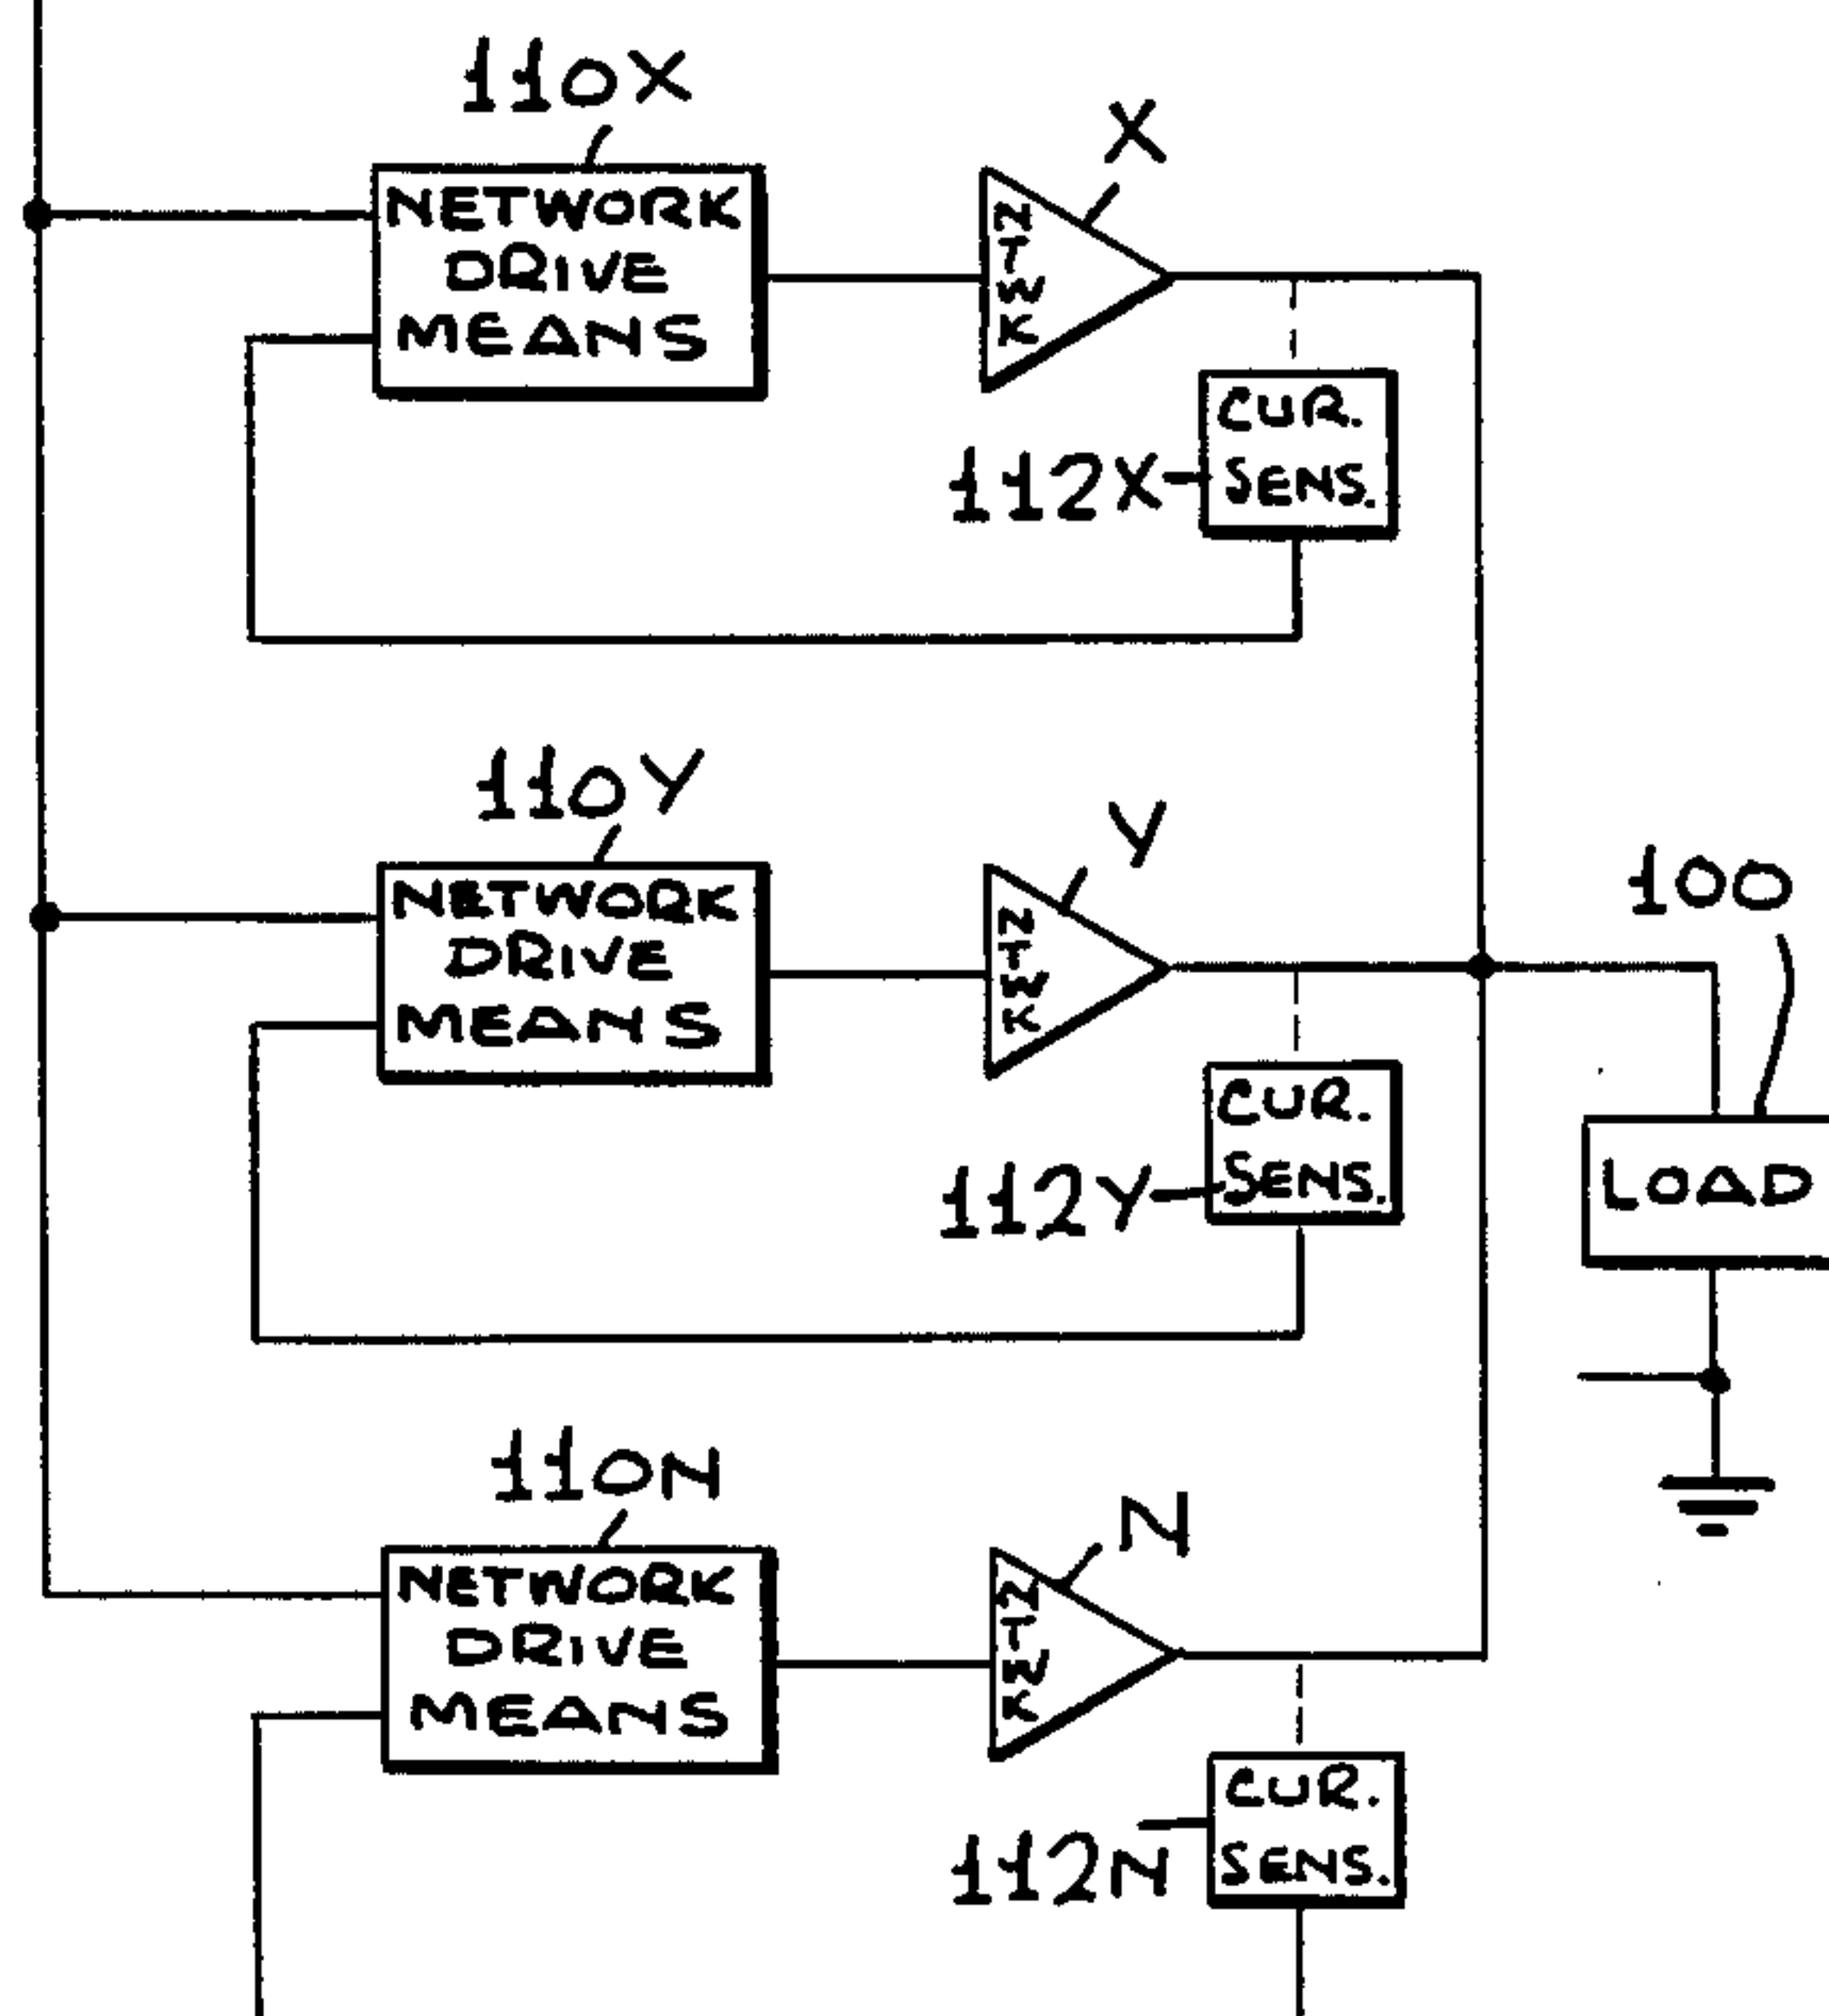 110X
X
NETWORK
DRIVE
MEANS
NTWK
CUR.
SENS.
112X
110Y
Y
NETWORK
DRIVE
MEANS
NTWK
100
CUR.
SENS.
112Y
LOAD
110N
N
NETWORK
DRIVE
MEANS
NTWK
CUR.
SENS.
112N